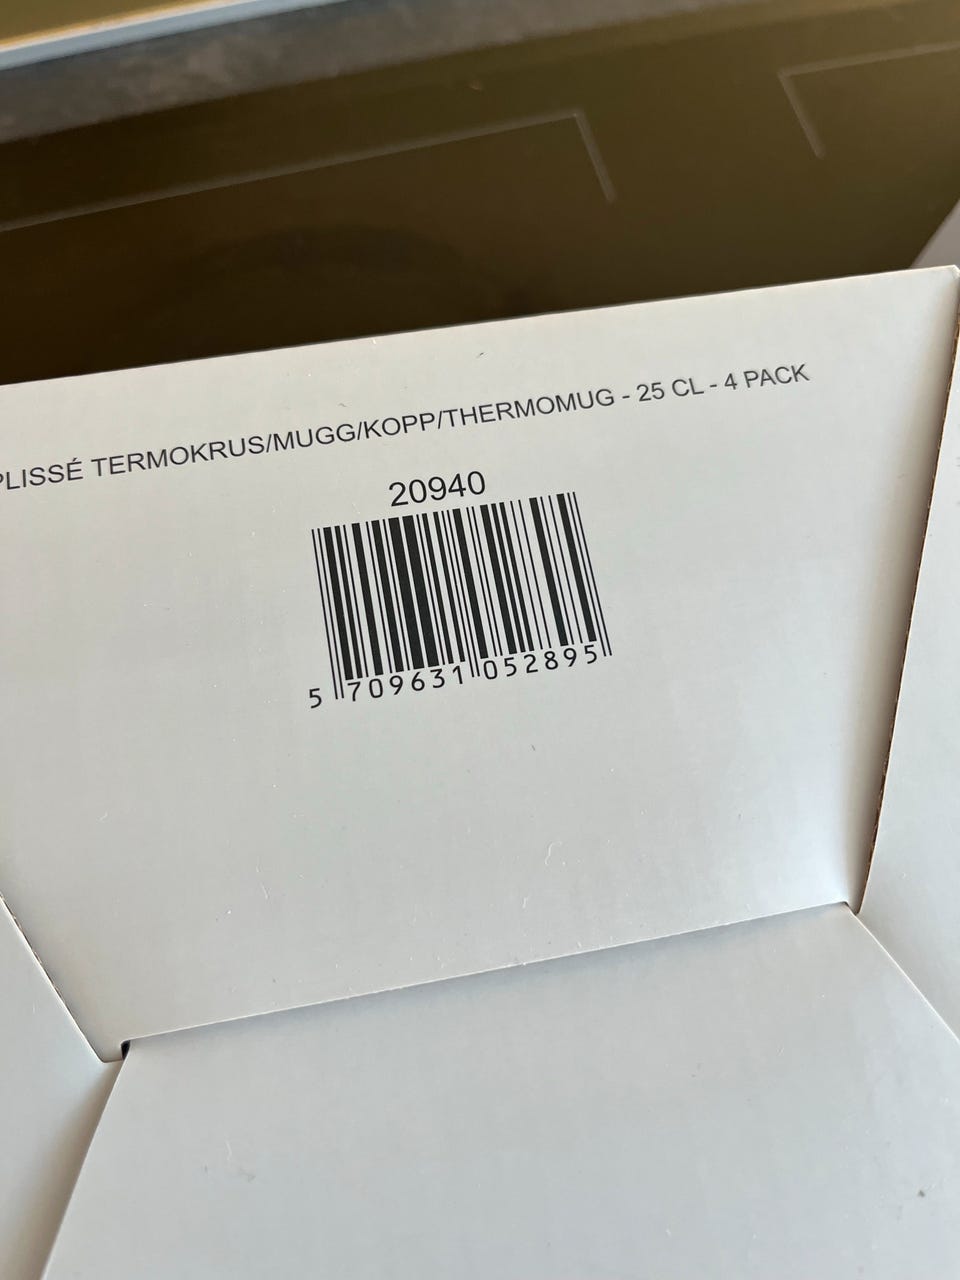 PLISSÉ TERMOKRUS/MUGG/KOPP/THERMOMUG - 25 CL - 4 PACK
20940
5 709631 052895